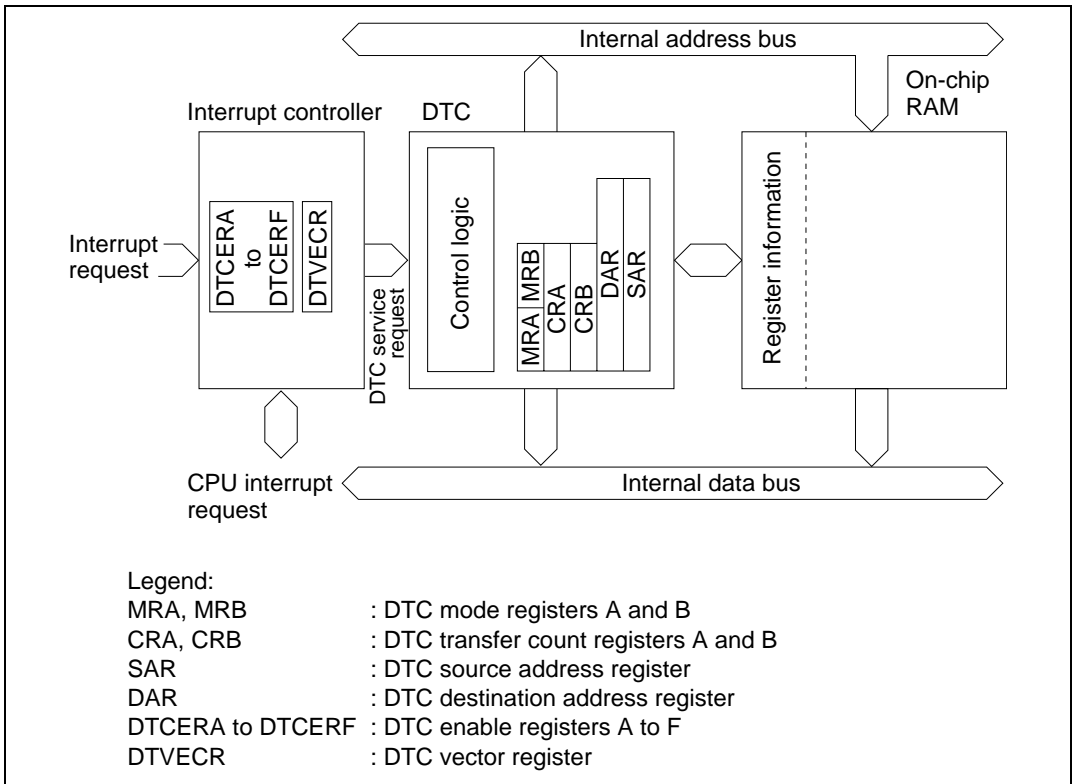 Internal address bus
On-chip
RAM
Interrupt controller
DTC
Interrupt
request
DTCERA
to
DTCERF
DTVECR
DTC service
request
Control logic
MRA MRB
CRA
CRB
DAR
SAR
Register information
CPU interrupt
request
Internal data bus
Legend:
MRA, MRB : DTC mode registers A and B
CRA, CRB : DTC transfer count registers A and B
SAR : DTC source address register
DAR : DTC destination address register
DTCERA to DTCERF : DTC enable registers A to F
DTVECR : DTC vector register